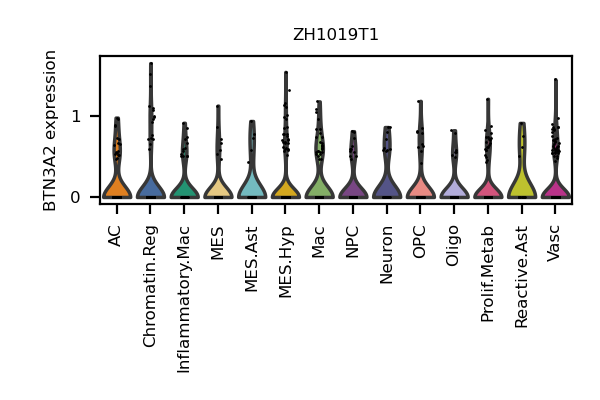 ZH1019T1
BTN3A2 expression
1
0
AC
Chromatin.Reg
Inflammatory.Mac
MES
MES.Ast
MES.Hyp
Mac
NPC
Neuron
OPC
Oligo
Prolif.Metab
Reactive.Ast
Vasc